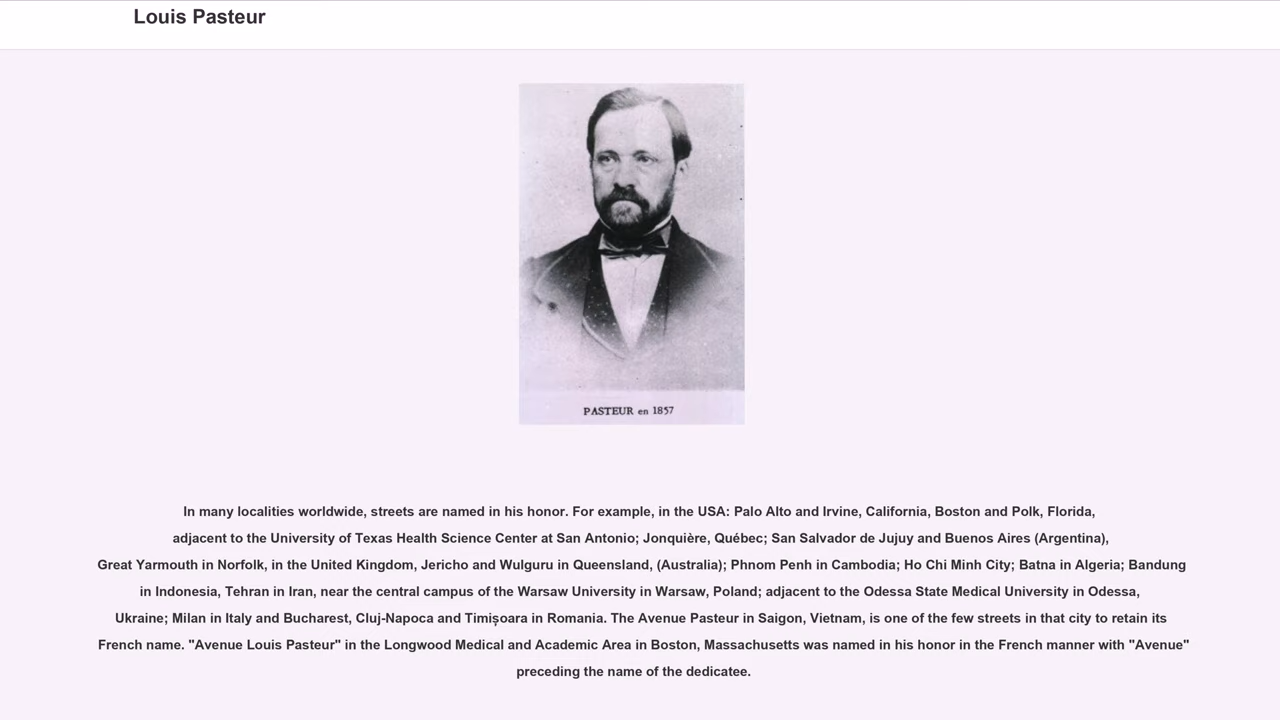 Louis Pasteur
PASTEUR en 1857
In many localities worldwide, streets are named in his honor. For example, in the USA: Palo Alto and Irvine, California, Boston and Polk, Florida,
adjacent to the University of Texas Health Science Center at San Antonio; Jonquière, Québec; San Salvador de Jujuy and Buenos Aires (Argentina),
Great Yarmouth in Norfolk, in the United Kingdom, Jericho and Wulguru in Queensland, (Australia); Phnom Penh in Cambodia; Ho Chi Minh City; Batna in Algeria; Bandung
in Indonesia, Tehran in Iran, near the central campus of the Warsaw University in Warsaw, Poland; adjacent to the Odessa State Medical University in Odessa,
Ukraine; Milan in Italy and Bucharest, Cluj-Napoca and Timișoara in Romania. The Avenue Pasteur in Saigon, Vietnam, is one of the few streets in that city to retain its
French name. "Avenue Louis Pasteur" in the Longwood Medical and Academic Area in Boston, Massachusetts was named in his honor in the French manner with "Avenue"
preceding the name of the dedicatee.